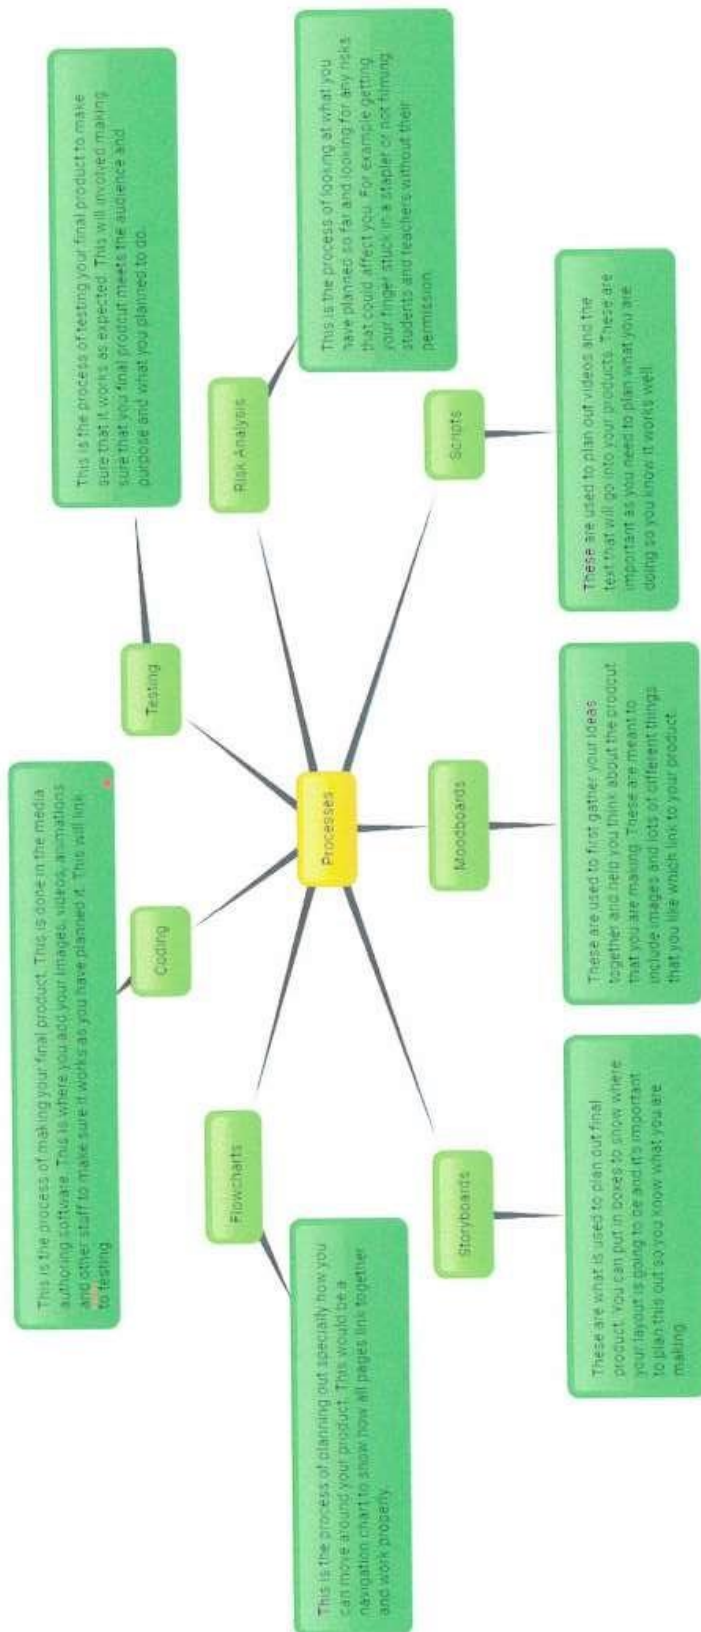 Processes
Coding
This is the process of making your final product. This is done in the media
authoring software. This is where you add your images, videos, animations
and other stuff to make sure it works as you have planned it. This will link
to testing
Testing
This is the process of testing your final product to make
sure that it works as expected. This will involved making
sure that you final prodcut meets the audience and
purpose and what you planned to do.
Flowcharts
This is the process of planning out specially how you
can move around your product. This would be a
navigation chart to show how all pages link together
and work properly.
Risk Analysis
This is the process of looking at what you
have planned so far and looking for any risks
that could affect you. For example getting
your finger stuck in a stapler or not filming
students and teachers without their
permission
Storyboards
These are what is used to plan out final
product. You can put in boxes to show where
your layout is going to be and it's important
to plan this out so you know what you are
making
Moodboards
These are used to first gather your ideas
together and help you think about the prodcut
that you are making. These are meant to
include images and lots of different things
that you like which link to your product.
Scripts
These are used to plan out videos and the
text that will go into your products. These are
important as you need to plan what you are
doing so you know it works well.